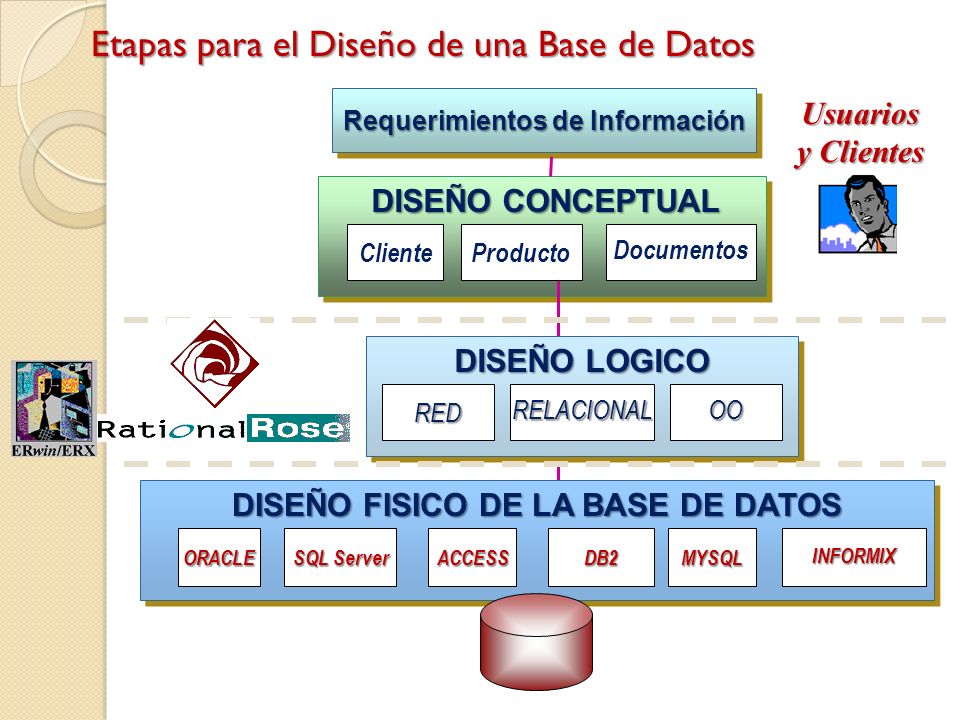 Etapas para el Diseño de una Base de Datos
Requerimientos de Información
Usuarios
y Clientes
DISEÑO CONCEPTUAL
Cliente
Producto
Documentos
DISEÑO LOGICO
RED
RELACIONAL
OO
Rational Rose
ERwin/ERX
DISEÑO FISICO DE LA BASE DE DATOS
ORACLE
SQL Server
ACCESS
DB2
MYSQL
INFORMIX